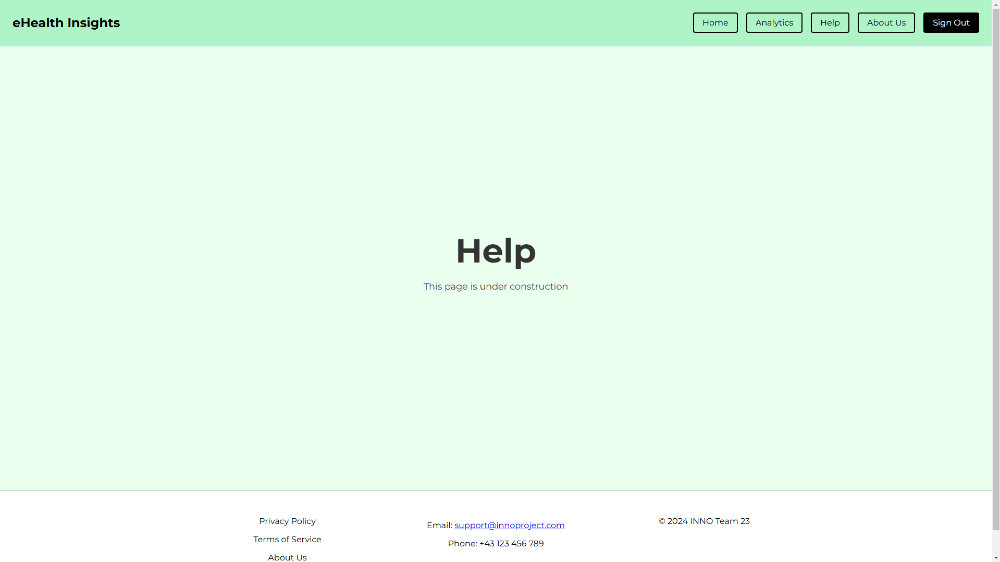 eHealth Insights
Home
Analytics
Help
About Us
Sign Out
Help
This page is under construction
Privacy Policy
Terms of Service
About Us
Email: support@innoproject.com
Phone: +43 123 456 789
© 2024 INNO Team 23